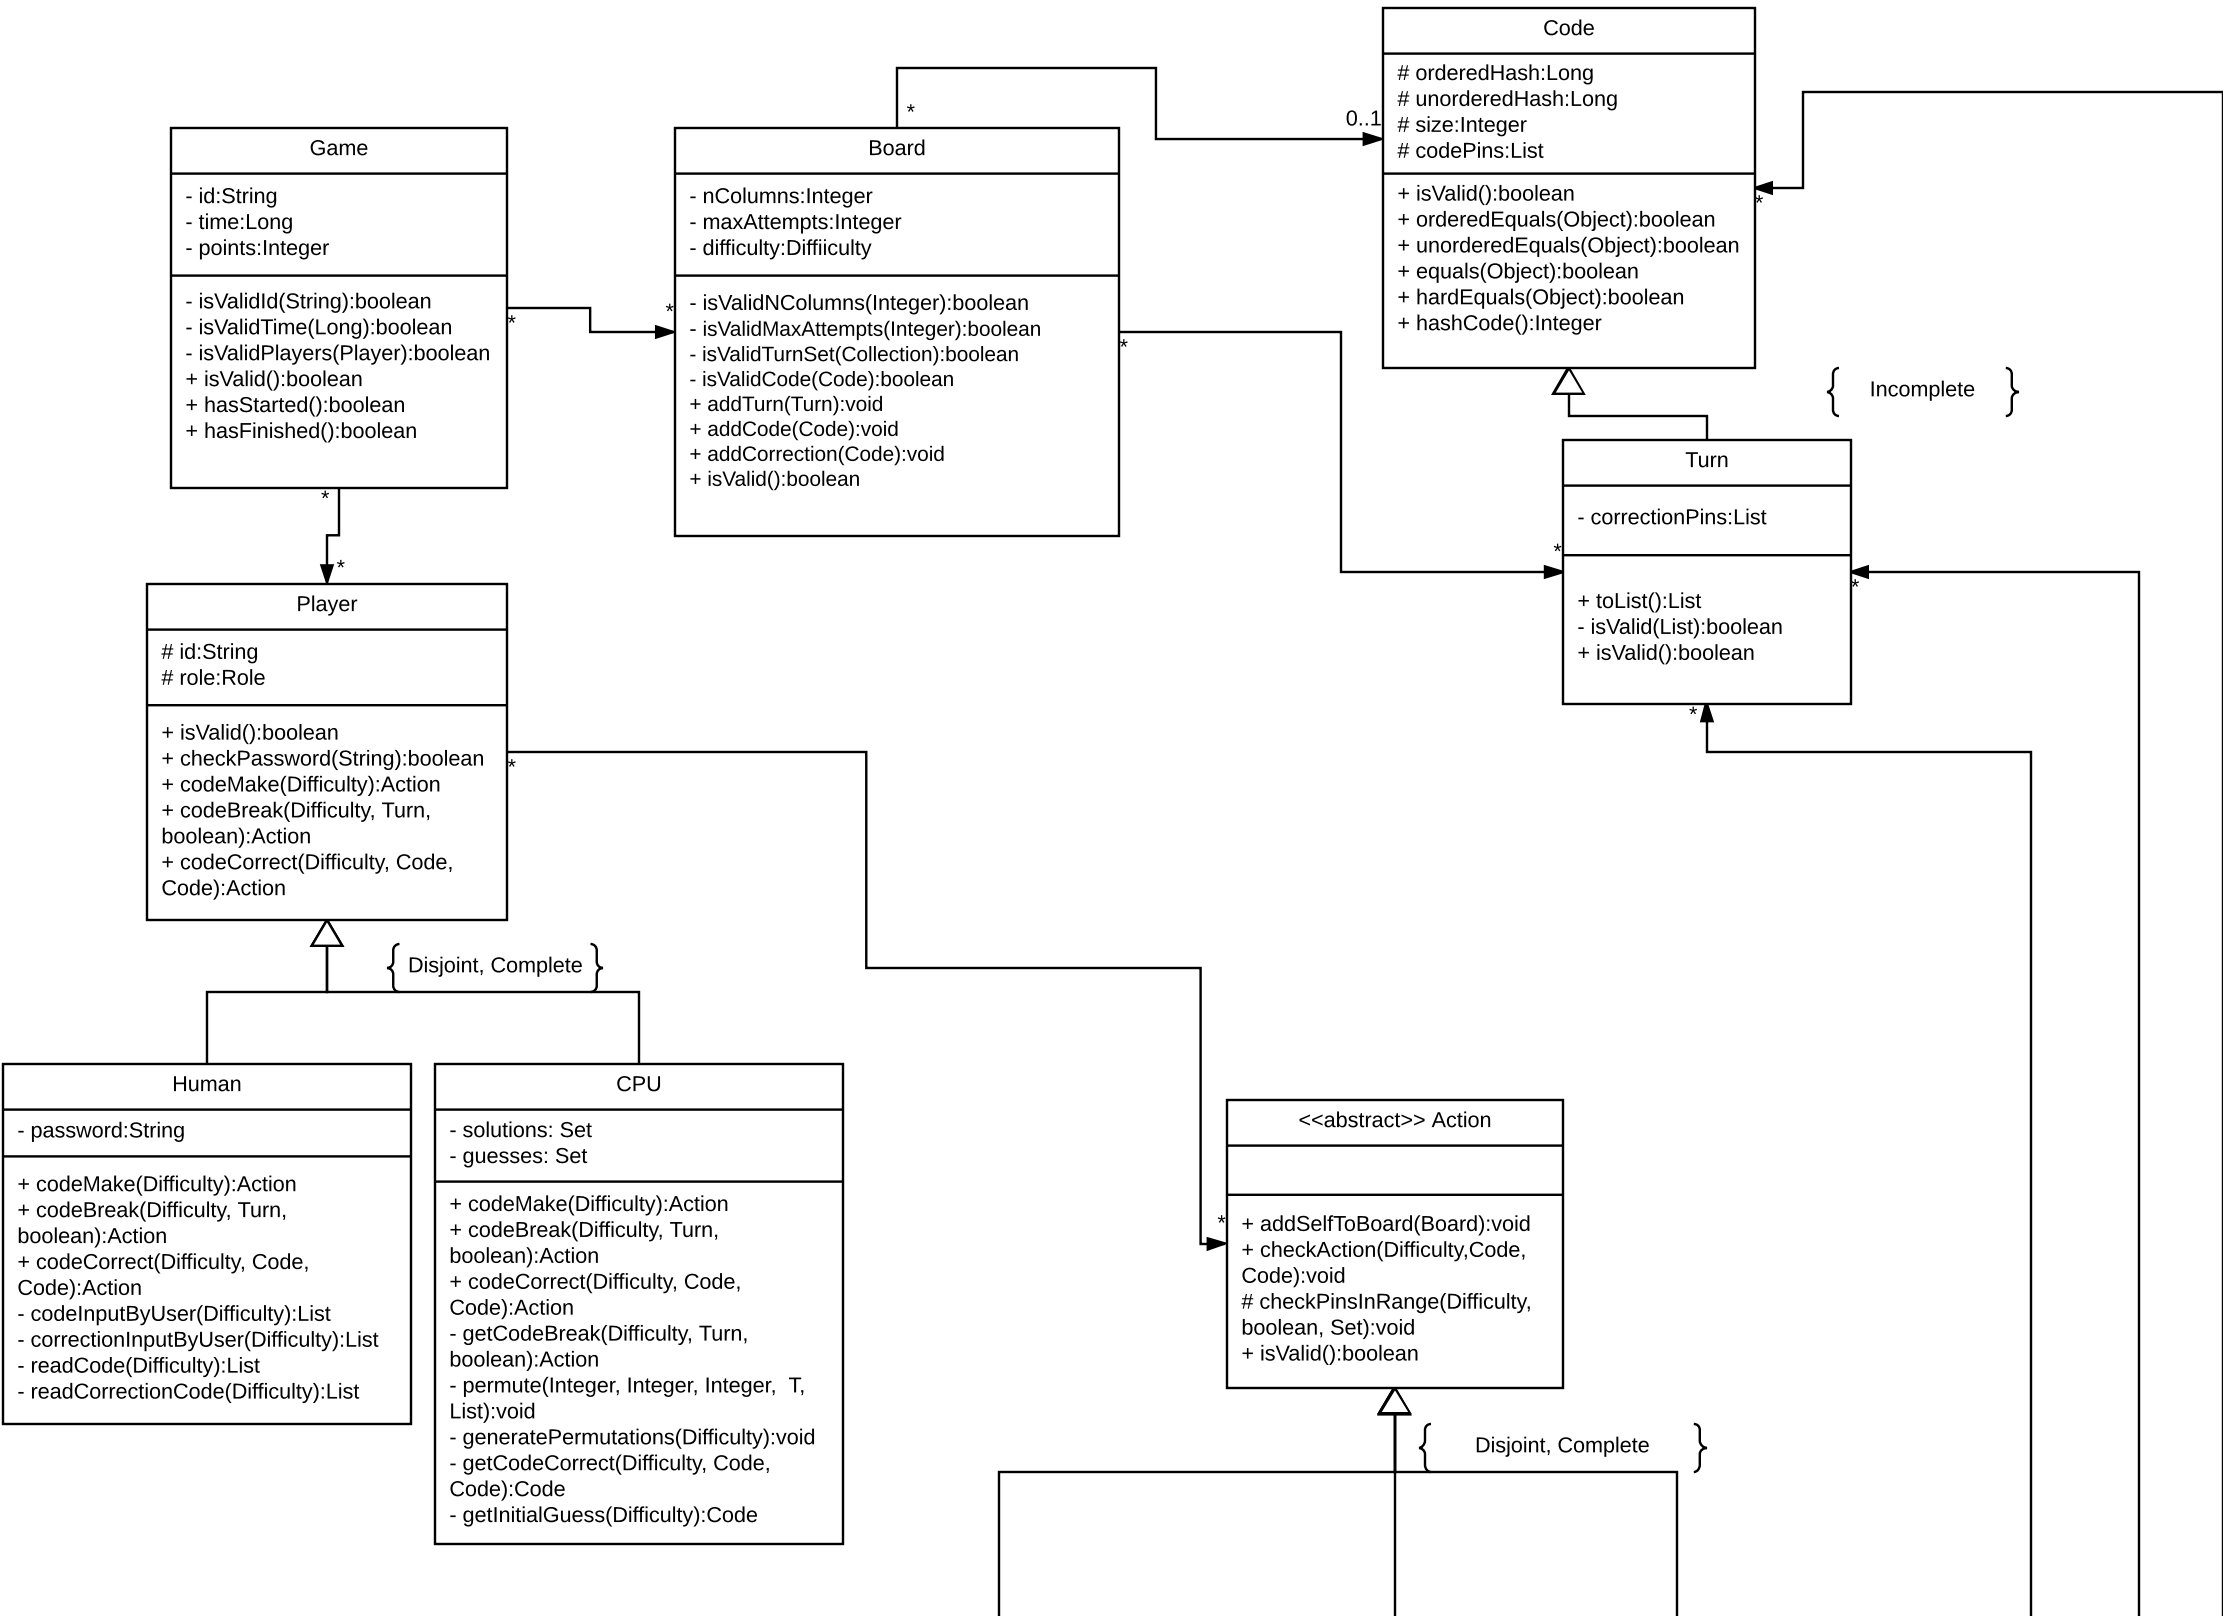 Code
# orderedHash:Long
# unorderedHash:Long
# size:Integer
# codePins:List
+ isValid():boolean
+ orderedEquals(Object):boolean
+ unorderedEquals(Object):boolean
+ equals(Object):boolean
+ hardEquals(Object):boolean
+ hashCode():Integer
*
0..1
*
Game
- id:String
- time:Long
- points:Integer
- isValidId(String):boolean
- isValidTime(Long):boolean
- isValidPlayers(Player):boolean
+ isValid():boolean
+ hasStarted():boolean
+ hasFinished():boolean
*
*
*
*
Board
- nColumns:Integer
- maxAttempts:Integer
- difficulty:Diffiiculty
- isValidNColumns(Integer):boolean
- isValidMaxAttempts(Integer):boolean
- isValidTurnSet(Collection):boolean
- isValidCode(Code):boolean
+ addTurn(Turn):void
+ addCode(Code):void
+ addCorrection(Code):void
+ isValid():boolean
*
*
{ Incomplete }
Turn
- correctionPins:List
+ toList():List
- isValid(List):boolean
+ isValid():boolean
*
*
Player
# id:String
# role:Role
+ isValid():boolean
+ checkPassword(String):boolean
+ codeMake(Difficulty):Action
+ codeBreak(Difficulty, Turn,
boolean):Action
+ codeCorrect(Difficulty, Code,
Code):Action
*
*
{ Disjoint, Complete }
Human
- password:String
+ codeMake(Difficulty):Action
+ codeBreak(Difficulty, Turn,
boolean):Action
+ codeCorrect(Difficulty, Code,
Code):Action
- codeInputByUser(Difficulty):List
- correctionInputByUser(Difficulty):List
- readCode(Difficulty):List
- readCorrectionCode(Difficulty):List
CPU
- solutions: Set
- guesses: Set
+ codeMake(Difficulty):Action
+ codeBreak(Difficulty, Turn,
boolean):Action
+ codeCorrect(Difficulty, Code,
Code):Action
- getCodeBreak(Difficulty, Turn,
boolean):Action
- permute(Integer, Integer, Integer,  T,
List):void
- generatePermutations(Difficulty):void
- getCodeCorrect(Difficulty, Code,
Code):Code
- getInitialGuess(Difficulty):Code
<<abstract>> Action
+ addSelfToBoard(Board):void
+ checkAction(Difficulty,Code,
Code):void
# checkPinsInRange(Difficulty,
boolean, Set):void
+ isValid():boolean
{ Disjoint, Complete }